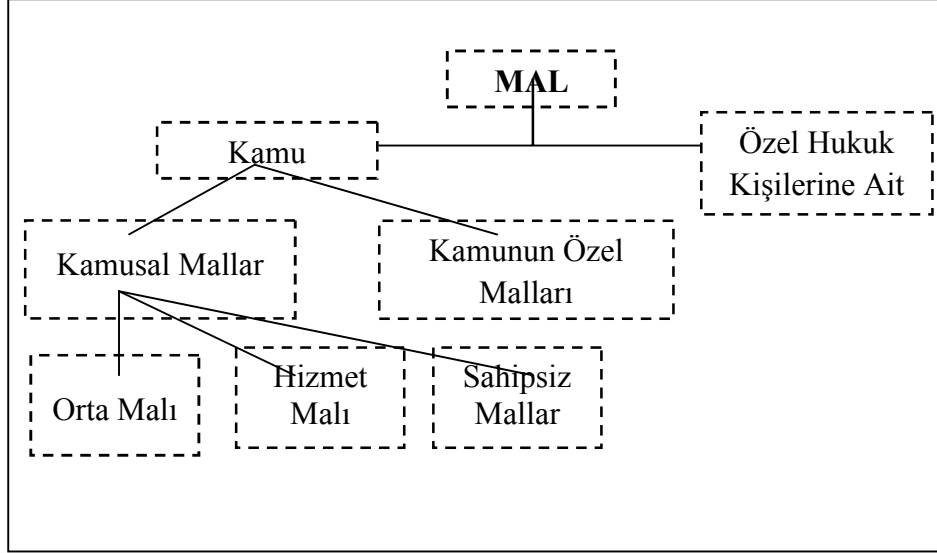 MAL
Kamu
Özel Hukuk
Kişilerine Ait
Kamusal Mallar
Kamunun Özel
Malları
Orta Malı
Hizmet
Malı
Sahipsiz
Mallar